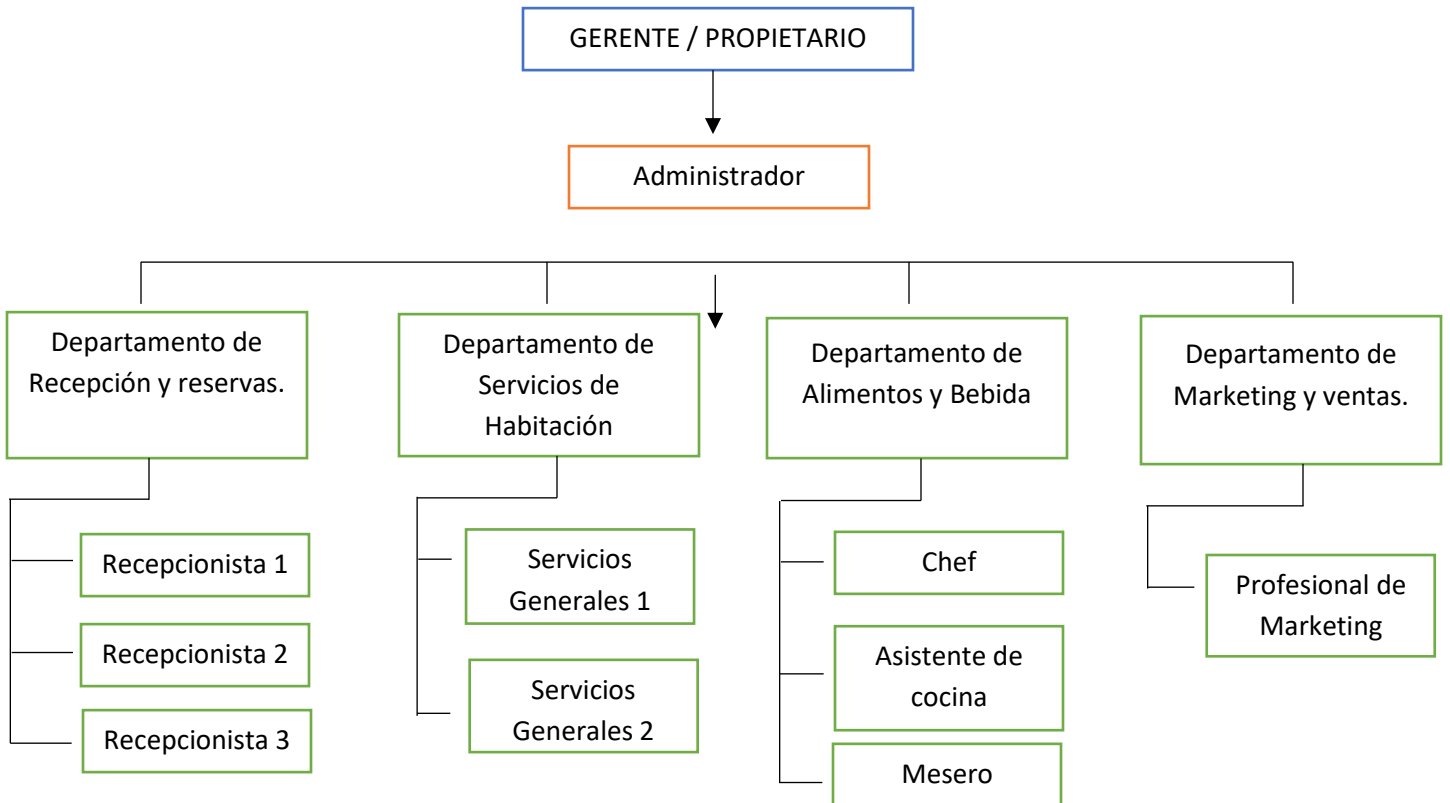 GERENTE / PROPIETARIO
Administrador
Departamento de
Recepción y reservas.
Departamento de
Servicios de
Habitación
Departamento de
Alimentos y Bebida
Departamento de
Marketing y ventas.
Recepcionista 1
Recepcionista 2
Recepcionista 3
Servicios
Generales 1
Servicios
Generales 2
Chef
Asistente de
cocina
Mesero
Profesional de
Marketing